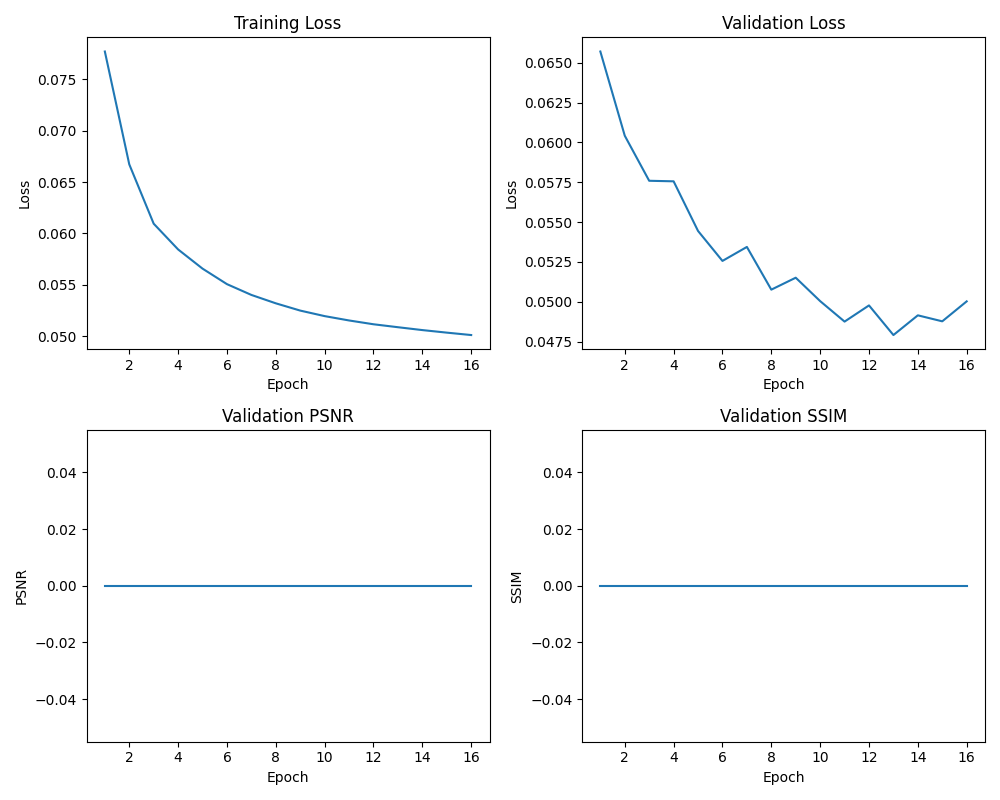 Training Loss
Loss
0.075
0.070
0.065
0.060
0.055
0.050
2 4 6 8 10 12 14 16
Epoch
Validation Loss
Loss
0.0650
0.0625
0.0600
0.0575
0.0550
0.0525
0.0500
0.0475
2 4 6 8 10 12 14 16
Epoch
Validation PSNR
PSNR
0.04
0.02
0.00
−0.02
−0.04
2 4 6 8 10 12 14 16
Epoch
Validation SSIM
SSIM
0.04
0.02
0.00
−0.02
−0.04
2 4 6 8 10 12 14 16
Epoch